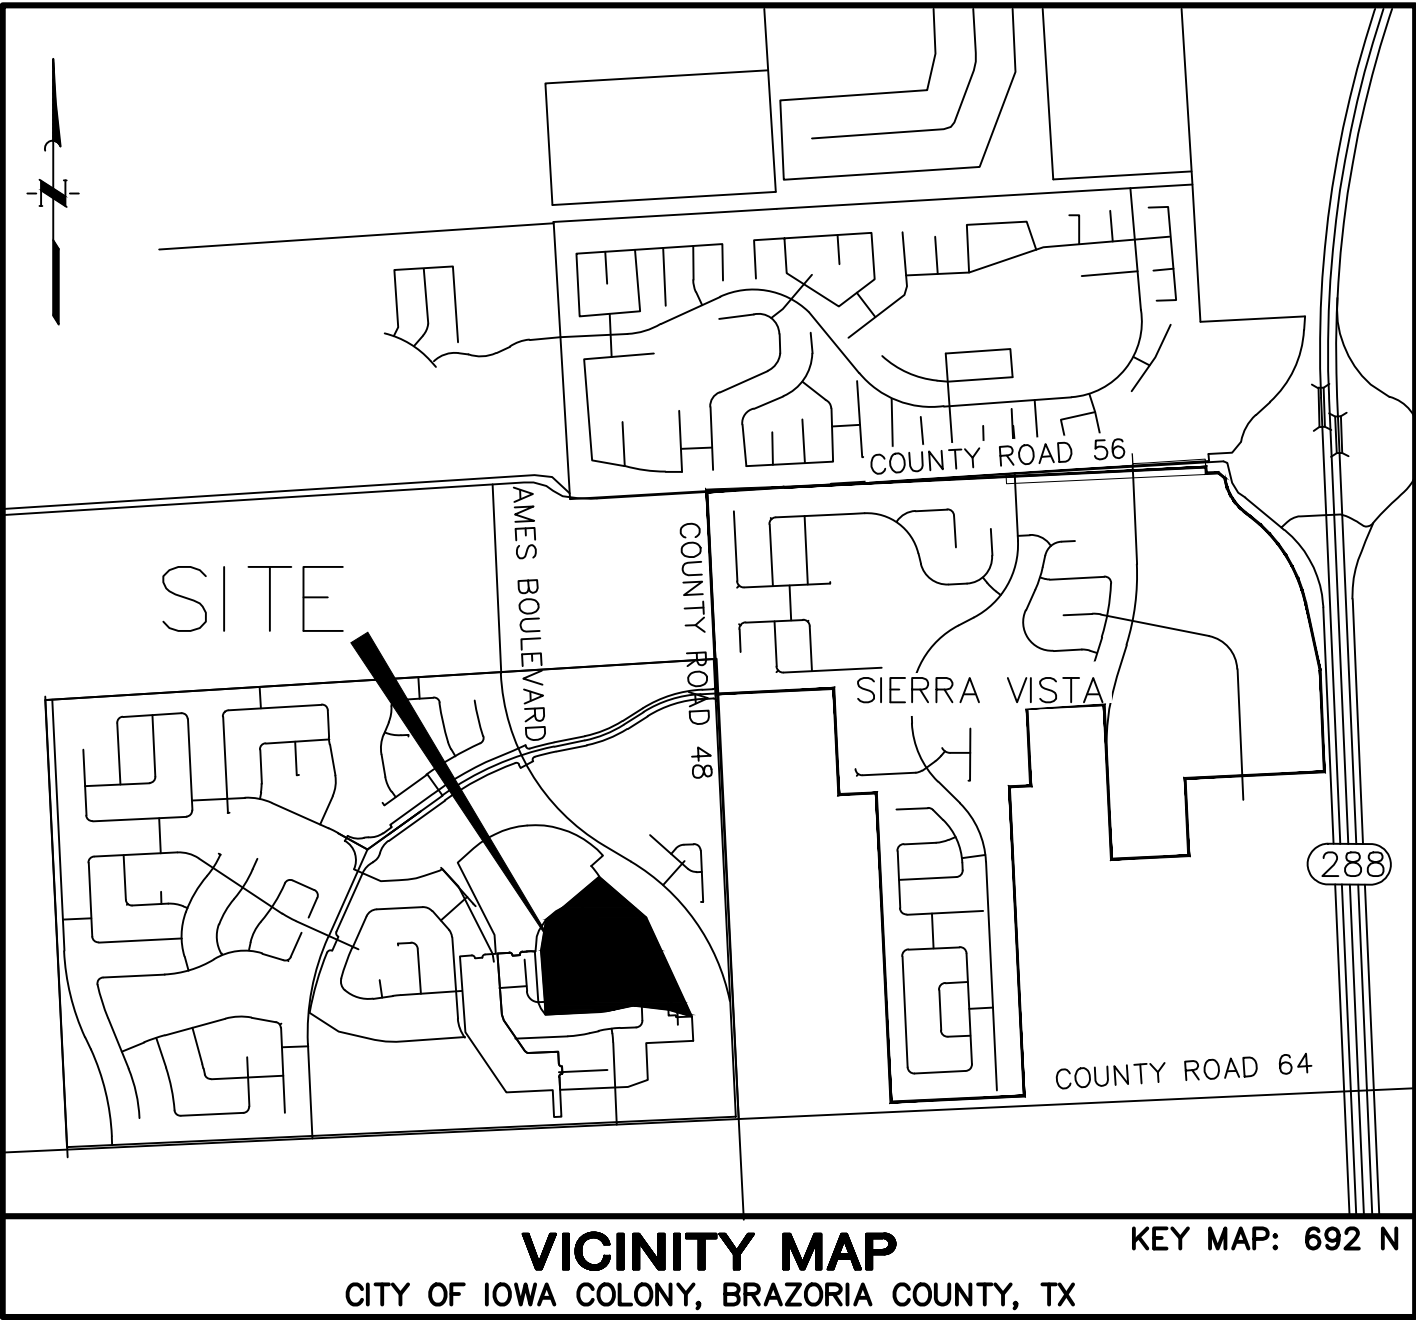 N
COUNTY ROAD 56
AMES BOULEVARD
COUNTY ROAD 48
SITE
SIERRA VISTA
288
COUNTY ROAD 64
VICINITY MAP
KEY MAP: 692 N
CITY OF IOWA COLONY, BRAZORIA COUNTY, TX